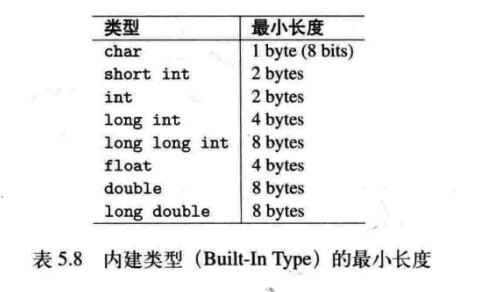 类型 最小长度
char 1 byte (8 bits)
short int 2 bytes
int 2 bytes
long int 4 bytes
long long int 8 bytes
float 4 bytes
double 8 bytes
long double 8 bytes
表 5.8 内建类型（Built-In Type）的最小长度